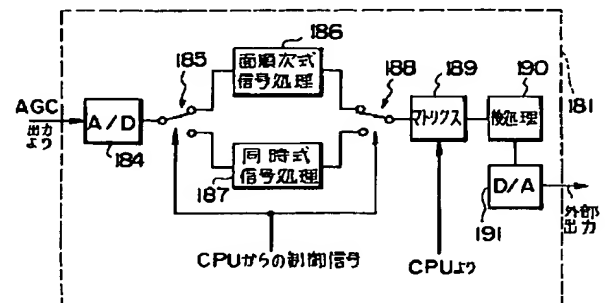 186
185
面順次式
信号処理
188
189
190
181
AGC
出力
より
A/D
184
マトリクス
後処理
同時式
信号処理
187
D/A
191
外部
出力
CPUからの制御信号
CPUより